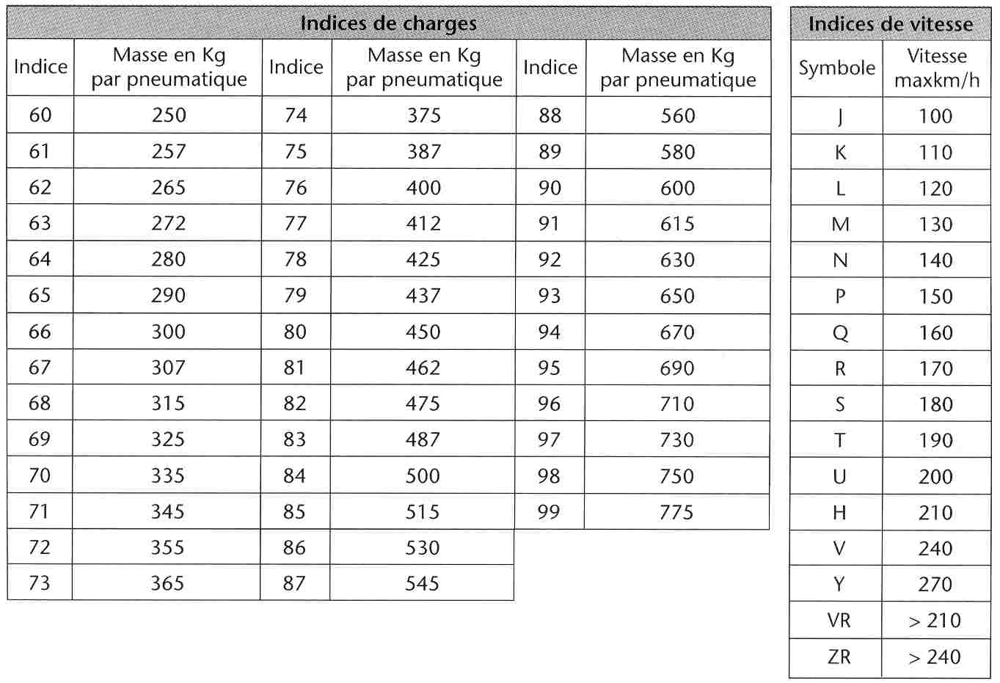 Indices de charges
Indice Masse en Kg par pneumatique Indice Masse en Kg par pneumatique Indice Masse en Kg par pneumatique
60 250 74 375 88 560
61 257 75 387 89 580
62 265 76 400 90 600
63 272 77 412 91 615
64 280 78 425 92 630
65 290 79 437 93 650
66 300 80 450 94 670
67 307 81 462 95 690
68 315 82 475 96 710
69 325 83 487 97 730
70 335 84 500 98 750
71 345 85 515 99 775
72 355 86 530
73 365 87 545
Indices de vitesse
Symbole Vitesse maxkm/h
J 100
K 110
L 120
M 130
N 140
P 150
Q 160
R 170
S 180
T 190
U 200
H 210
V 240
Y 270
VR > 210
ZR > 240